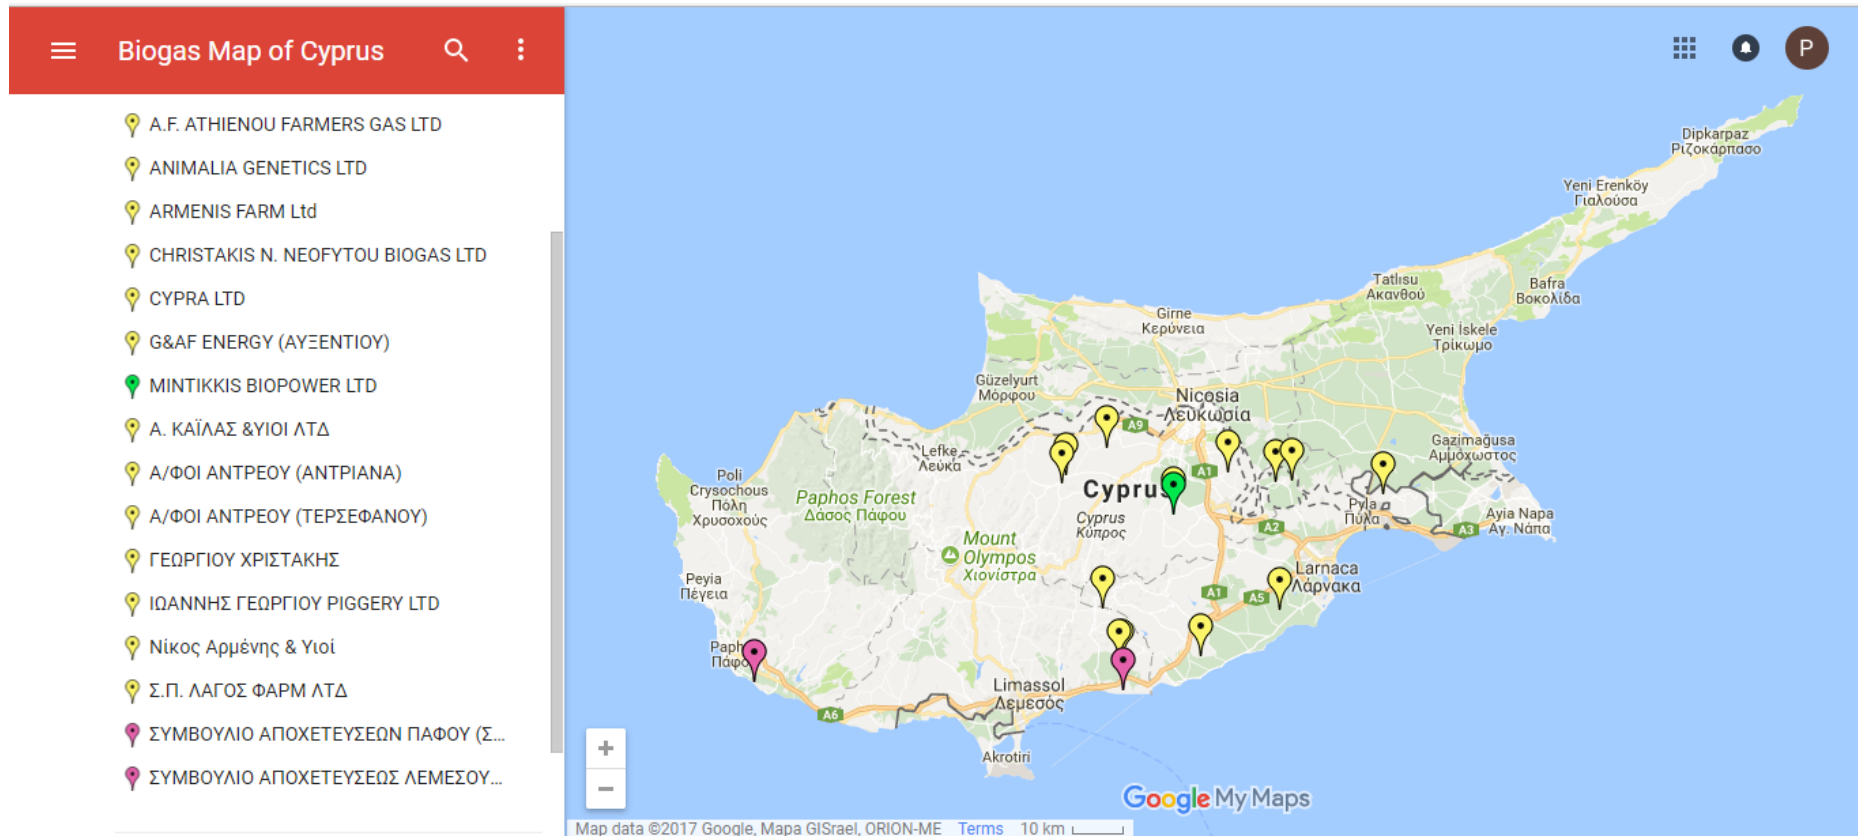 Biogas Map of Cyprus
P
A.F. ATHIENOU FARMERS GAS LTD
ANIMALIA GENETICS LTD
ARMENIS FARM Ltd
CHRISTAKIS N. NEOFYTOU BIOGAS LTD
CYPRA LTD
G&AF ENERGY (ΑΥΞΕΝΤΙΟΥ)
MINTIKKIS BIOPOWER LTD
Α. ΚΑΪΛΑΣ &ΥΙΟΙ ΛΤΔ
Α/ΦΟΙ ΑΝΤΡΕΟΥ (ΑΝΤΡΙΑΝΑ)
Α/ΦΟΙ ΑΝΤΡΕΟΥ (ΤΕΡΣΕΦΑΝΟΥ)
ΓΕΩΡΓΙΟΥ ΧΡΙΣΤΑΚΗΣ
ΙΩΑΝΝΗΣ ΓΕΩΡΓΙΟΥ PIGGERY LTD
Νίκος Αρμένης & Υιοί
Σ.Π. ΛΑΓΟΣ ΦΑΡΜ ΛΤΔ
ΣΥΜΒΟΥΛΙΟ ΑΠΟΧΕΤΕΥΣΕΩΝ ΠΑΦΟΥ (Σ...
ΣΥΜΒΟΥΛΙΟ ΑΠΟΧΕΤΕΥΣΕΩΣ ΛΕΜΕΣΟΥ...
Dipkarpaz
Ριζοκάρπασο
Yeni Erenköy
Γιαλούσα
Tatlısu
Ακανθού
Bafra
Βοκολίδα
Girne
Κερύνεια
Yeni İskele
Τρίκωμο
Güzelyurt
Μόρφου
Nicosia
Λευκωσία
A9
Lefke
Λεύκα
Gazimağusa
Αμμόχωστος
A1
Poli
Crysochous
Πόλη
Χρυσοχούς
Paphos Forest
Δάσος Πάφου
Cyprus
Cyprus
Κύπρος
Pyla
Πύλα
Ayia Napa
Αγ. Νάπα
A2
A3
Mount
Olympos
Χιονίστρα
Larnaca
Λάρνακα
Peyia
Πέγεια
A1
A5
Paph
Πάφο
Limassol
Λεμεσός
A6
Akrotiri
+
−
Google My Maps
Map data ©2017 Google, Mapa GISrael, ORION-ME Terms 10 km